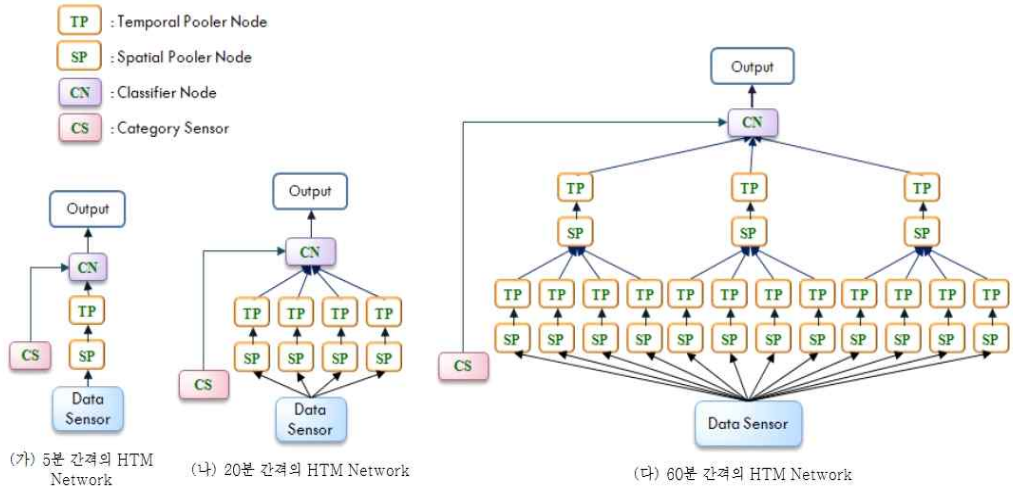 TP : Temporal Pooler Node
SP : Spatial Pooler Node
CN : Classifier Node
CS : Category Sensor
Output
CN
TP
SP
CS
Data
Sensor
(가) 5분 간격의 HTM
Network
Output
CN
TP TP TP TP
SP SP SP SP
CS
Data
Sensor
(나) 20분 간격의 HTM Network
Output
CN
TP TP TP
SP SP SP
TP TP TP TP TP TP TP TP TP TP TP TP
SP SP SP SP SP SP SP SP SP SP SP SP
CS
Data Sensor
(다) 60분 간격의 HTM Network